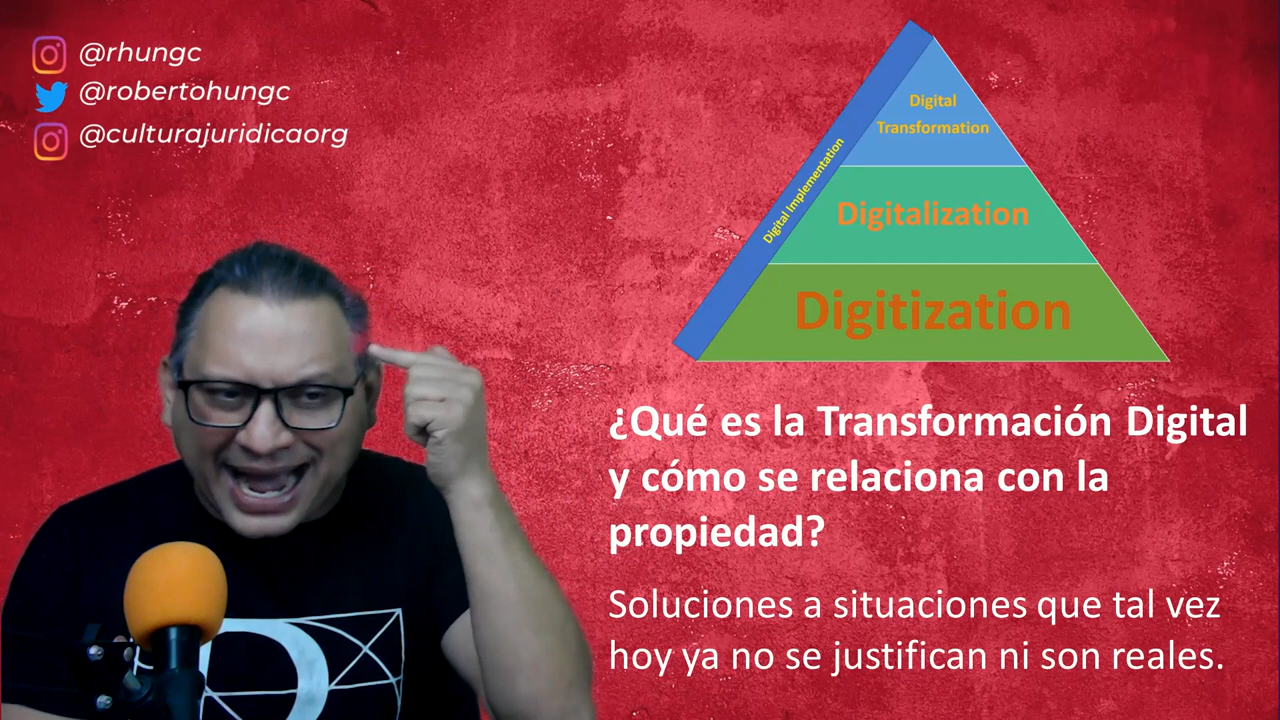 @rhungc
@robertohungc
@culturajuridicaorg
Digital
Transformation
Digital Implementation
Digitalization
Digitization
¿Qué es la Transformación Digital
y cómo se relaciona con la
propiedad?
Soluciones a situaciones que tal vez
hoy ya no se justifican ni son reales.